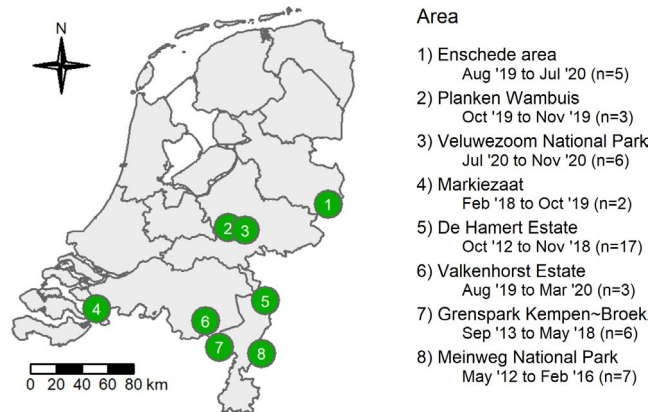 Area
1) Enschede area
Aug '19 to Jul '20 (n=5)
2) Planken Wambuis
Oct '19 to Nov '19 (n=3)
3) Veluwezoom National Park
Jul '20 to Nov '20 (n=6)
4) Markiezaat
Feb '18 to Oct '19 (n=2)
5) De Hamert Estate
Oct '12 to Nov '18 (n=17)
6) Valkenhorst Estate
Aug '19 to Mar '20 (n=3)
7) Grenspark Kempen~Broek
Sep '13 to May '18 (n=6)
8) Meinweg National Park
May '12 to Feb '16 (n=7)
N
1
2 3
4
5
6
7
8
0 20 40 60 80 km